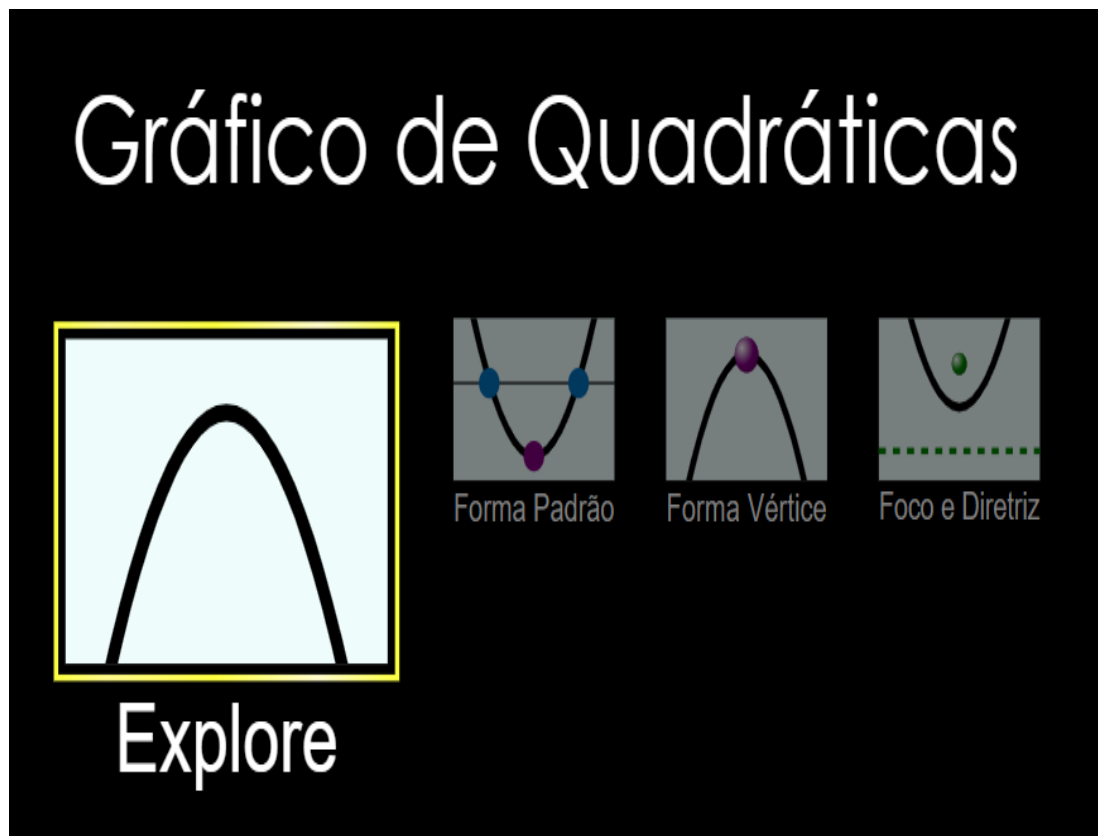 Gráfico de Quadráticas
Explore
Forma Padrão
Forma Vértice
Foco e Diretriz